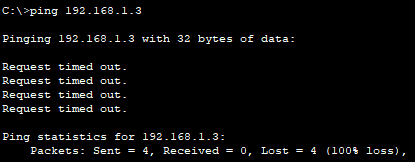 C:\>ping 192.168.1.3
Pinging 192.168.1.3 with 32 bytes of data:
Request timed out.
Request timed out.
Request timed out.
Request timed out.
Ping statistics for 192.168.1.3:
    Packets: Sent = 4, Received = 0, Lost = 4 (100% loss),